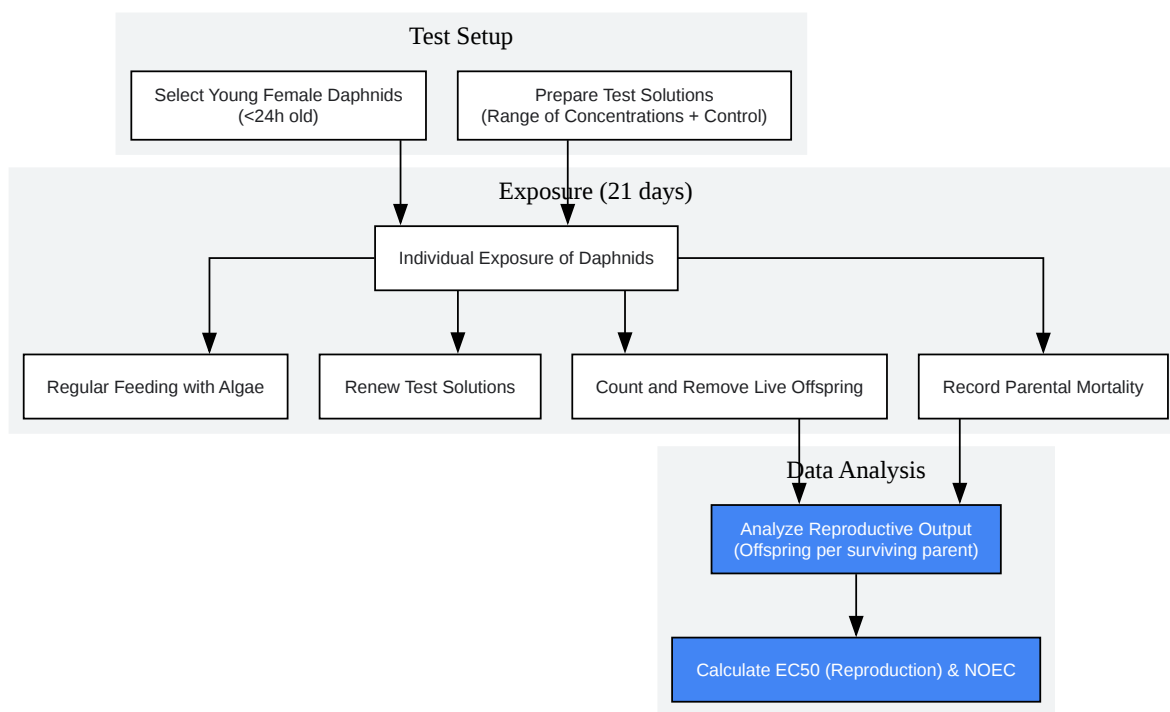 Test Setup
Select Young Female Daphnids
(<24h old)
Prepare Test Solutions
(Range of Concentrations + Control)
Exposure (21 days)
Individual Exposure of Daphnids
Regular Feeding with Algae
Renew Test Solutions
Count and Remove Live Offspring
Record Parental Mortality
Data Analysis
Analyze Reproductive Output
(Offspring per surviving parent)
Calculate EC50 (Reproduction) & NOEC